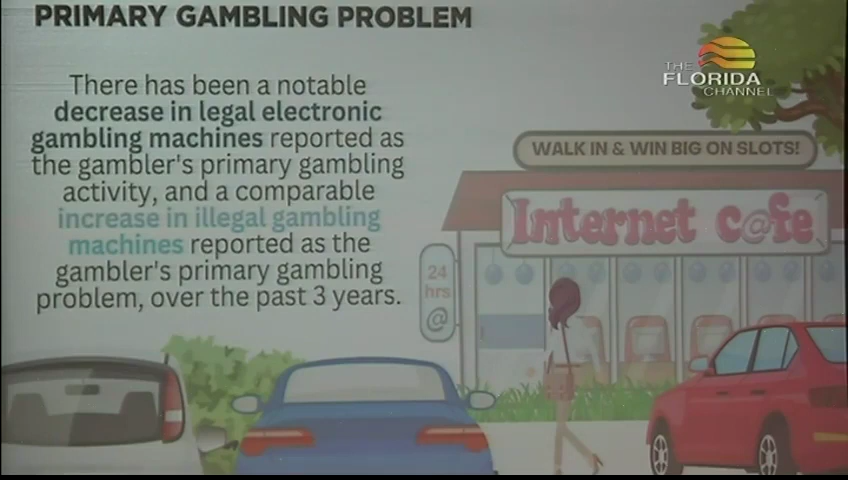 PRIMARY GAMBLING PROBLEM
There has been a notable
decrease in legal electronic
gambling machines reported as
the gambler's primary gambling
activity, and a comparable
increase in illegal gambling
machines reported as the
gambler's primary gambling
problem, over the past 3 years.
THE
FLORIDA
CHANNEL
WALK IN & WIN BIG ON SLOTS!
Internet c@fe
24
hrs
@